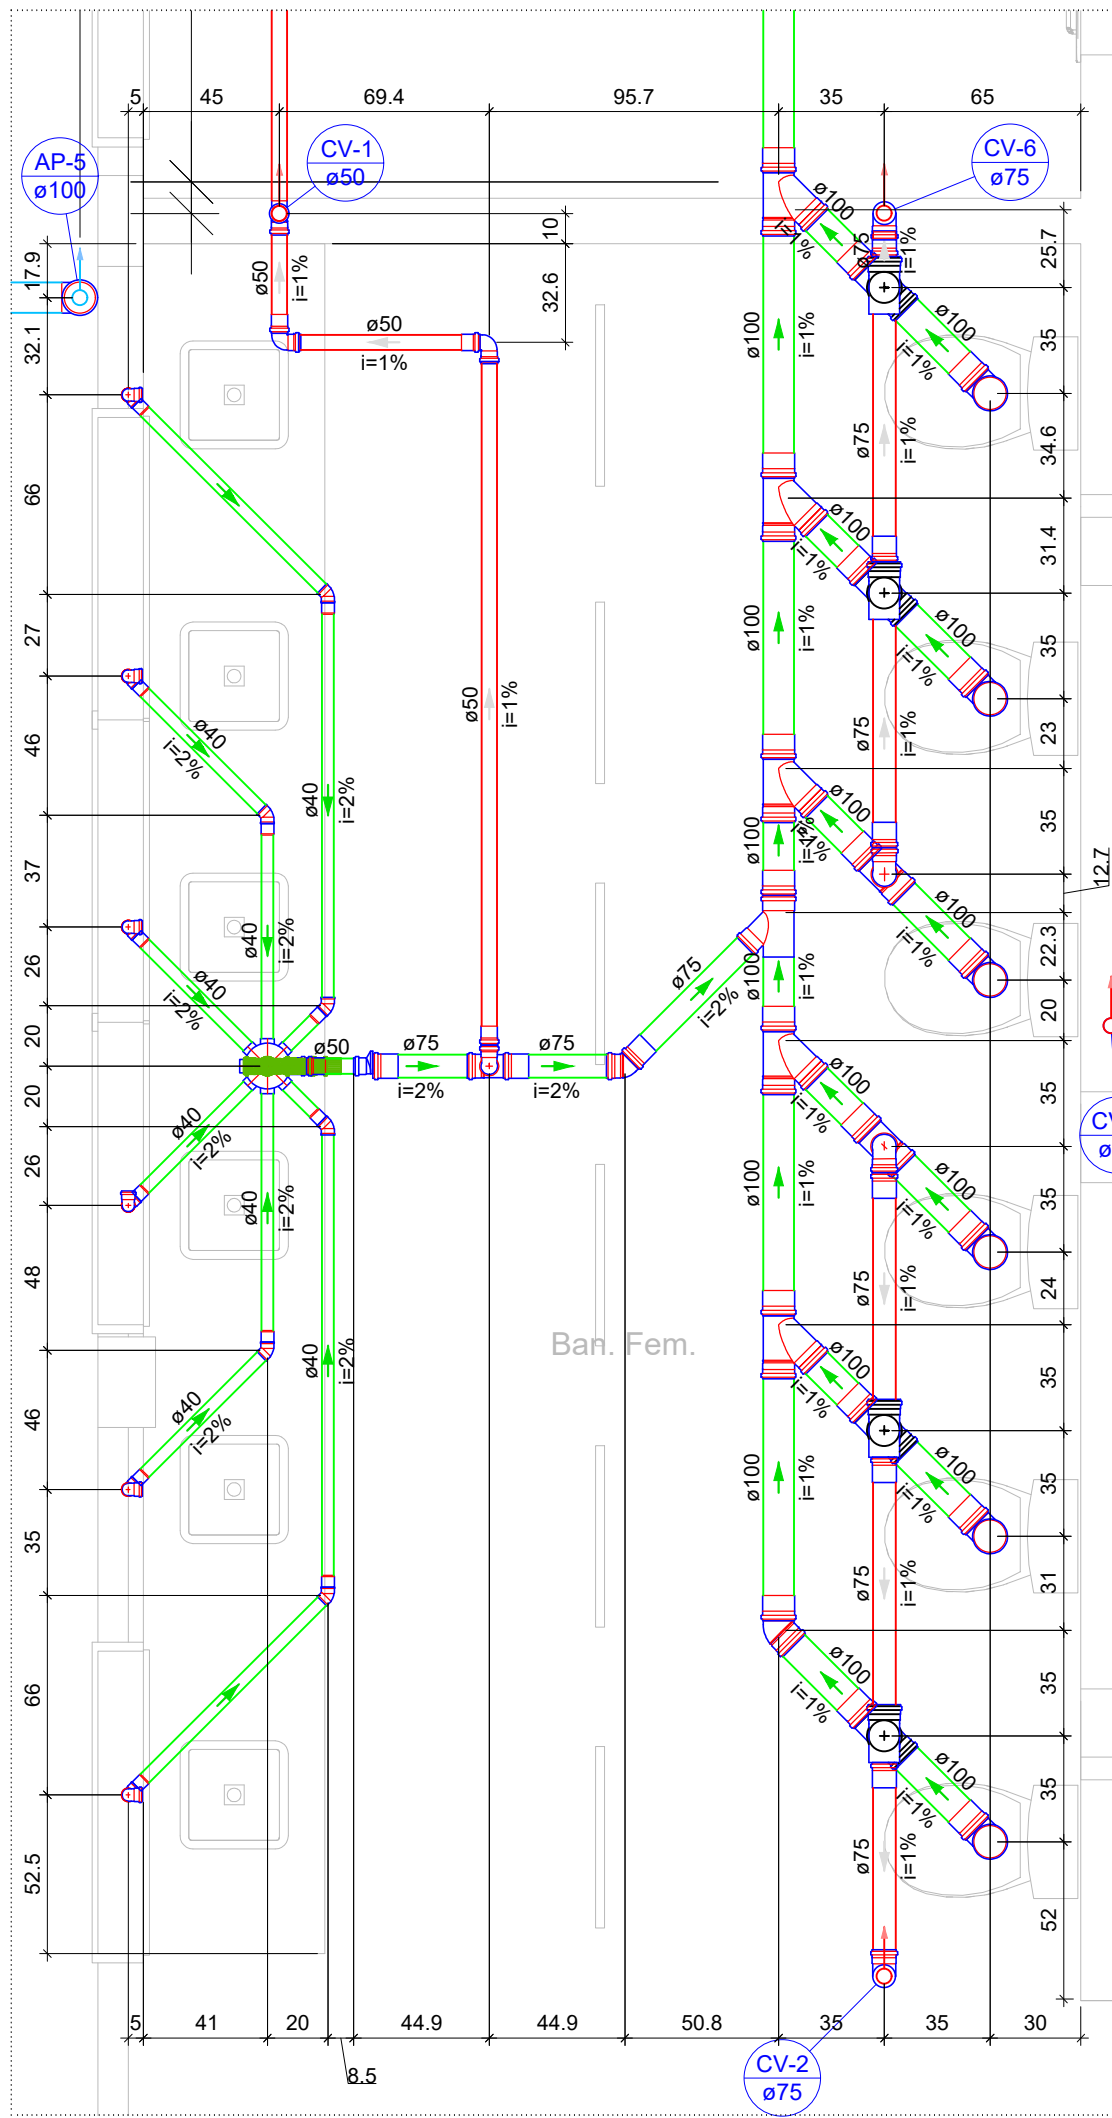 5
45
69.4
95.7
35
65
AP-5
ø100
CV-1
ø50
CV-6
ø75
17.9
32.1
66
27
46
37
26
20
20
26
48
46
35
66
52.5
10
32.6
ø50
i=1%
ø50
i=1%
ø50
i=1%
ø40
i=2%
ø40
i=2%
ø40
i=2%
ø40
i=2%
ø40
i=2%
ø40
i=2%
ø40
i=2%
ø40
i=2%
ø50
ø75
i=2%
ø75
i=2%
ø75
i=2%
ø100
i=1%
ø100
i=1%
ø100
ø100
i=1%
ø100
i=1%
ø100
i=1%
ø100
i=1%
ø75
i=1%
ø100
i=1%
ø100
i=1%
ø75
i=1%
ø100
i=1%
ø75
i=1%
ø100
i=1%
ø100
i=1%
ø100
i=1%
ø100
i=1%
ø75
i=1%
ø100
i=1%
ø100
i=1%
ø75
i=1%
ø100
i=1%
ø100
i=1%
ø75
i=1%
25.7
35
34.6
31.4
35
23
35
12.7
22.3
20
35
35
24
35
35
31
35
35
52
Ban. Fem.
5
41
20
8.5
44.9
44.9
50.8
35
35
30
CV-2
ø75